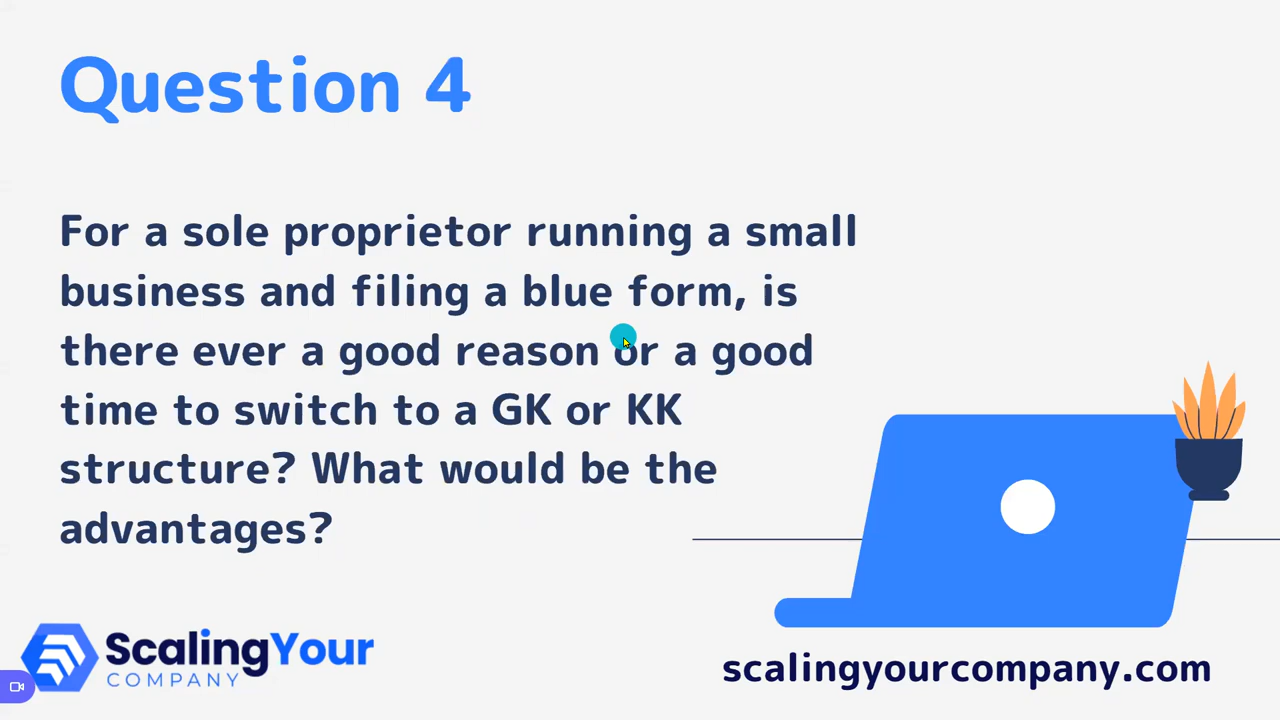 Question 4
For a sole proprietor running a small
business and filing a blue form, is
there ever a good reason or a good
time to switch to a GK or KK
structure? What would be the
advantages?
ScalingYour
COMPANY
scalingyourcompany.com